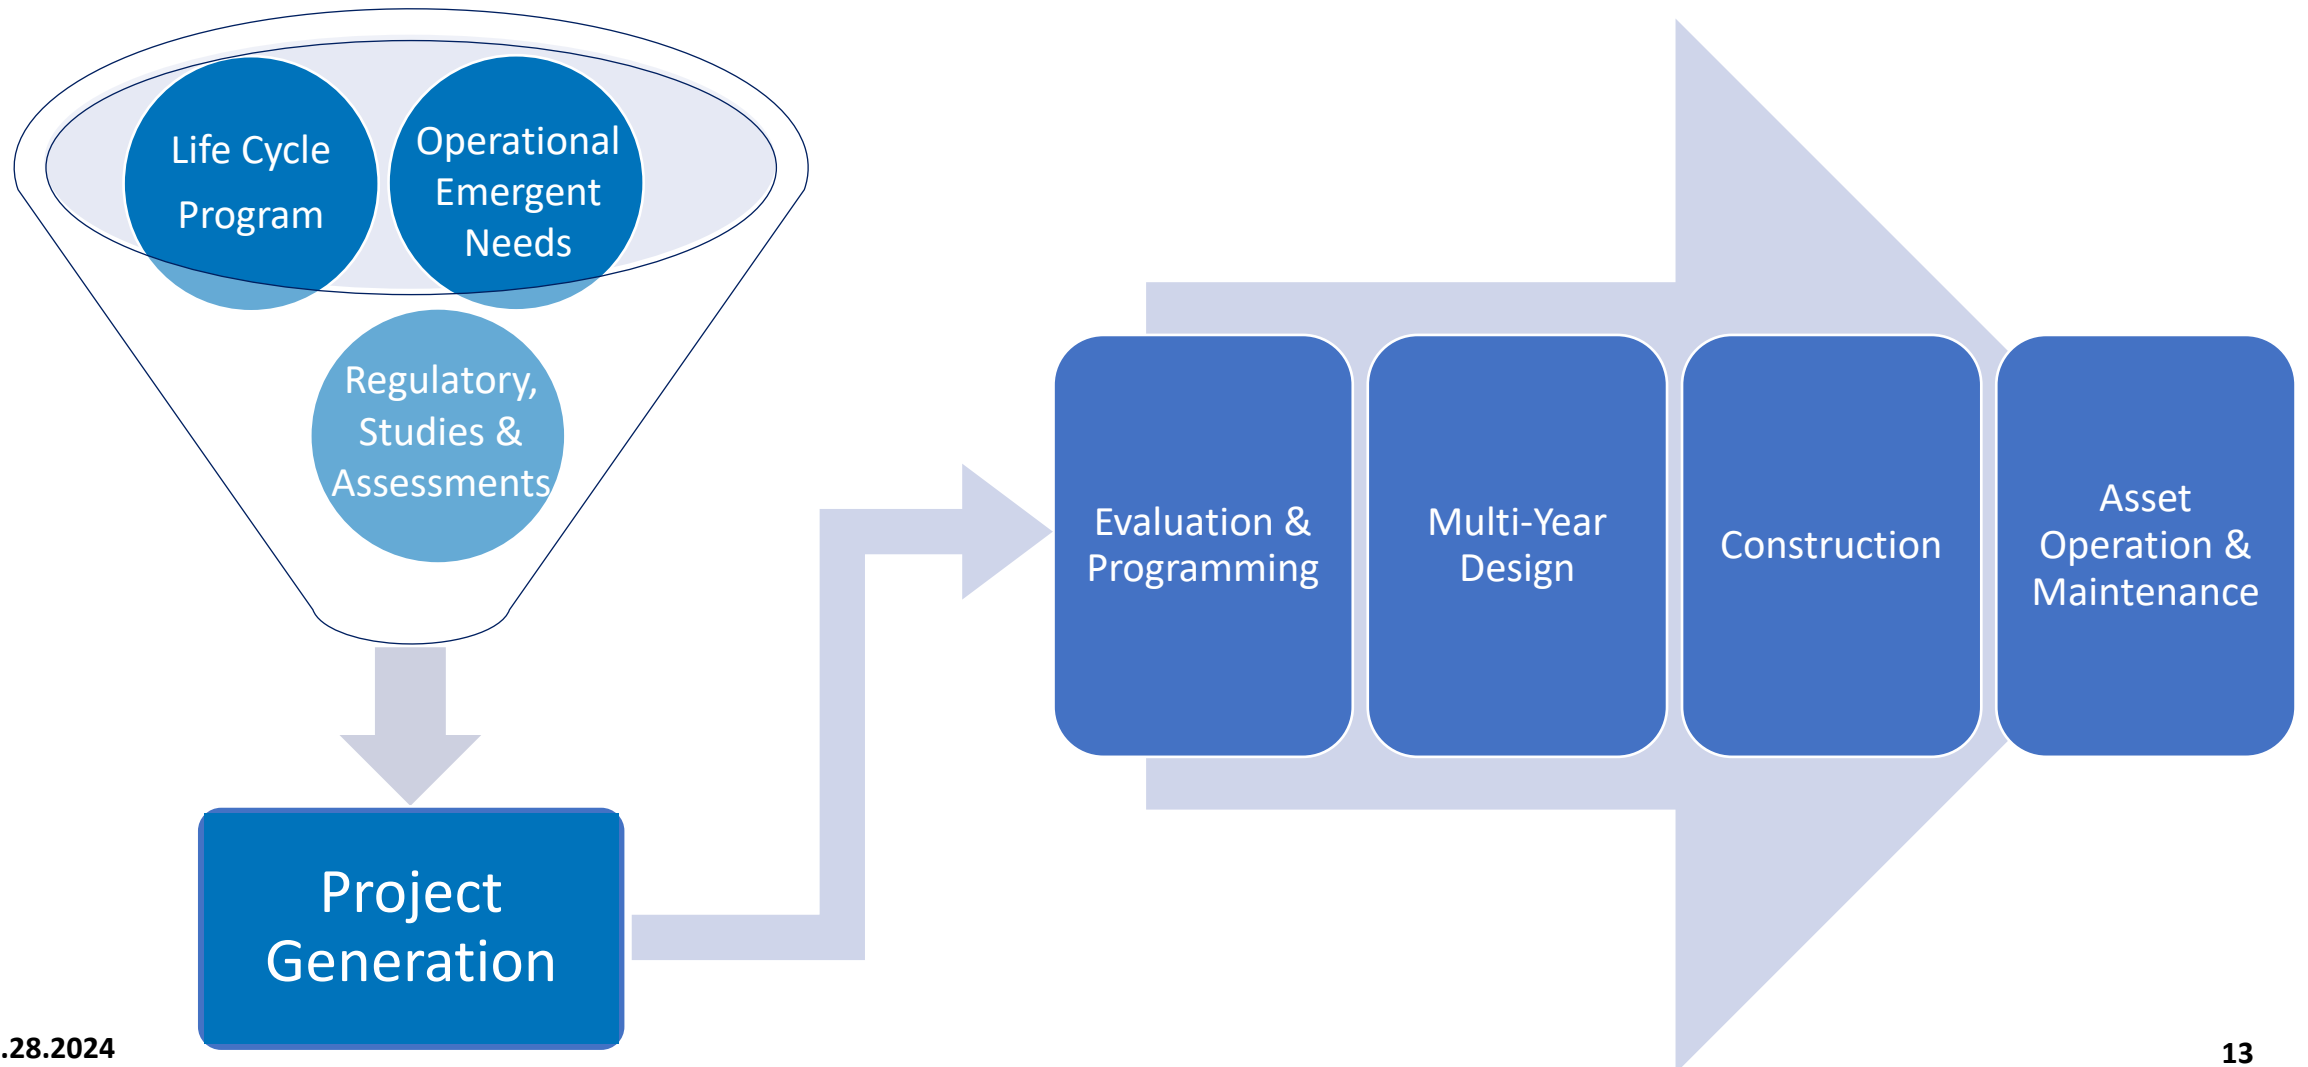 Life Cycle
Program
Operational
Emergent
Needs
Regulatory,
Studies &
Assessments
Project
Generation
Evaluation &
Programming
Multi-Year
Design
Construction
Asset
Operation &
Maintenance
.28.2024
13